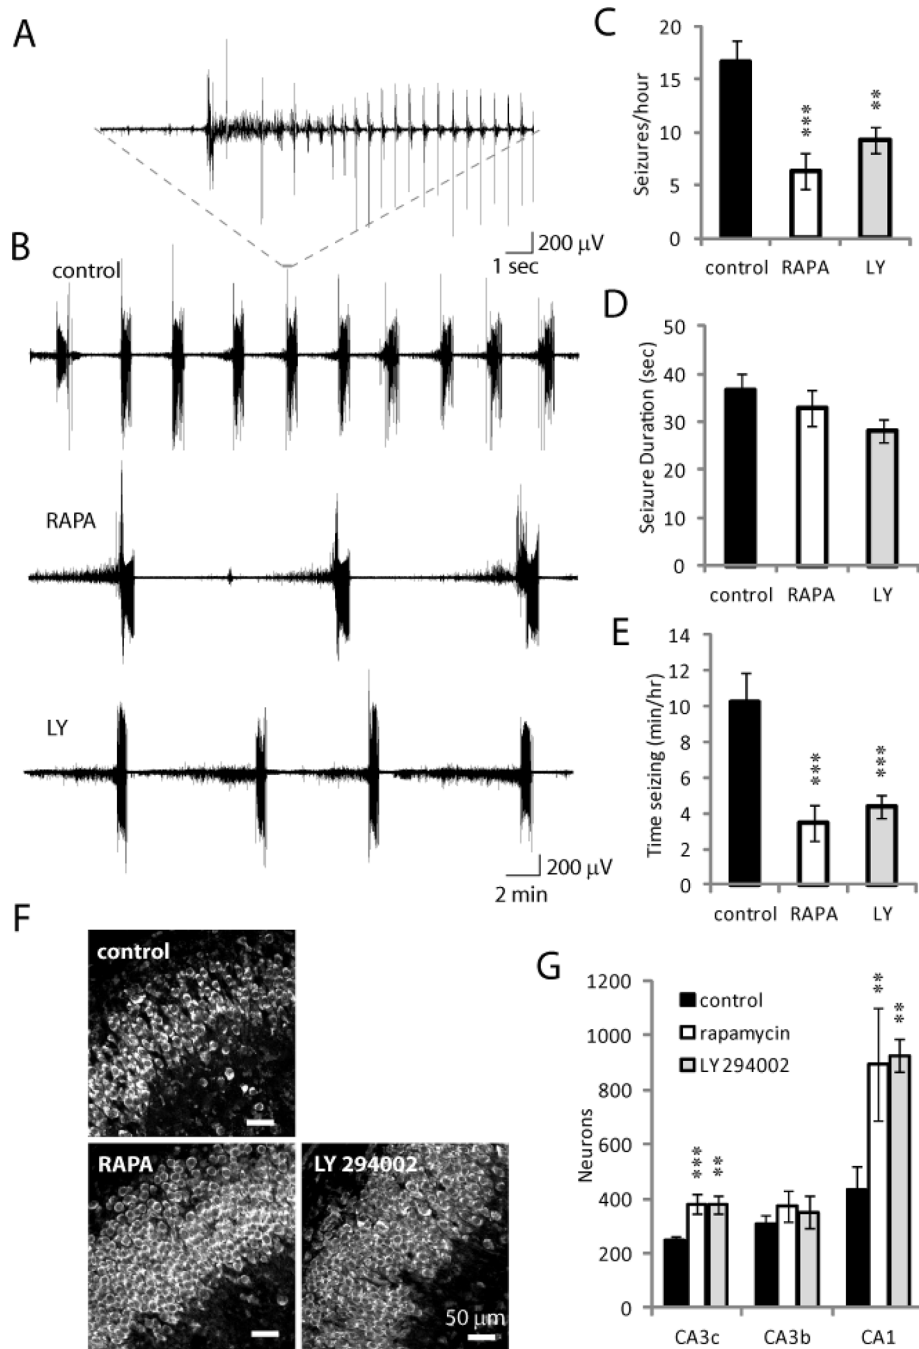 A
200 µV
1 sec
B
control
RAPA
LY
200 µV
2 min
C
Seizures/hour
20
15
10
5
0
***
**
control RAPA LY
D
Seizure Duration (sec)
50
40
30
20
10
0
control RAPA LY
E
Time seizing (min/hr)
14
12
10
8
6
4
2
0
***
***
control RAPA LY
F
control
RAPA
LY 294002
50 µm
G
Neurons
1200
1000
800
600
400
200
0
control
rapamycin
LY 294002
***
**
**
**
CA3c CA3b CA1